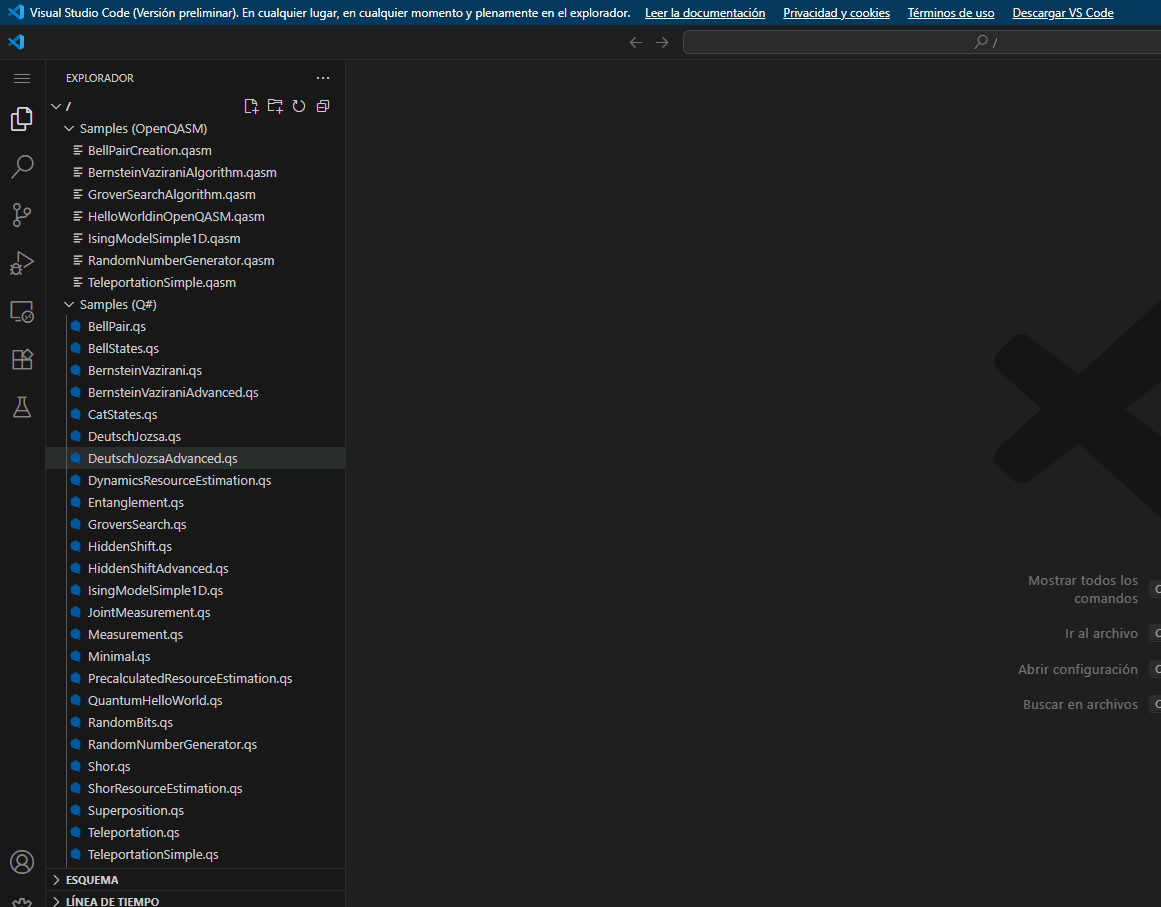 Visual Studio Code (Versión preliminar). En cualquier lugar, en cualquier momento y plenamente en el explorador. Leer la documentación Privacidad y cookies Términos de uso Descargar VS Code
/
EXPLORADOR
/
Samples (OpenQASM)
BellPairCreation.qasm
BernsteinVaziraniAlgorithm.qasm
GroverSearchAlgorithm.qasm
HelloWorldinOpenQASM.qasm
IsingModelSimple1D.qasm
RandomNumberGenerator.qasm
TeleportationSimple.qasm
Samples (Q#)
BellPair.qs
BellStates.qs
BernsteinVazirani.qs
BernsteinVaziraniAdvanced.qs
CatStates.qs
DeutschJozsa.qs
DeutschJozsaAdvanced.qs
DynamicsResourceEstimation.qs
Entanglement.qs
GroversSearch.qs
HiddenShift.qs
HiddenShiftAdvanced.qs
IsingModelSimple1D.qs
JointMeasurement.qs
Measurement.qs
Minimal.qs
PrecalculatedResourceEstimation.qs
QuantumHelloWorld.qs
RandomBits.qs
RandomNumberGenerator.qs
Shor.qs
ShorResourceEstimation.qs
Superposition.qs
Teleportation.qs
TeleportationSimple.qs
ESQUEMA
LÍNEA DE TIEMPO
Mostrar todos los
comandos
Ir al archivo
Abrir configuración
Buscar en archivos